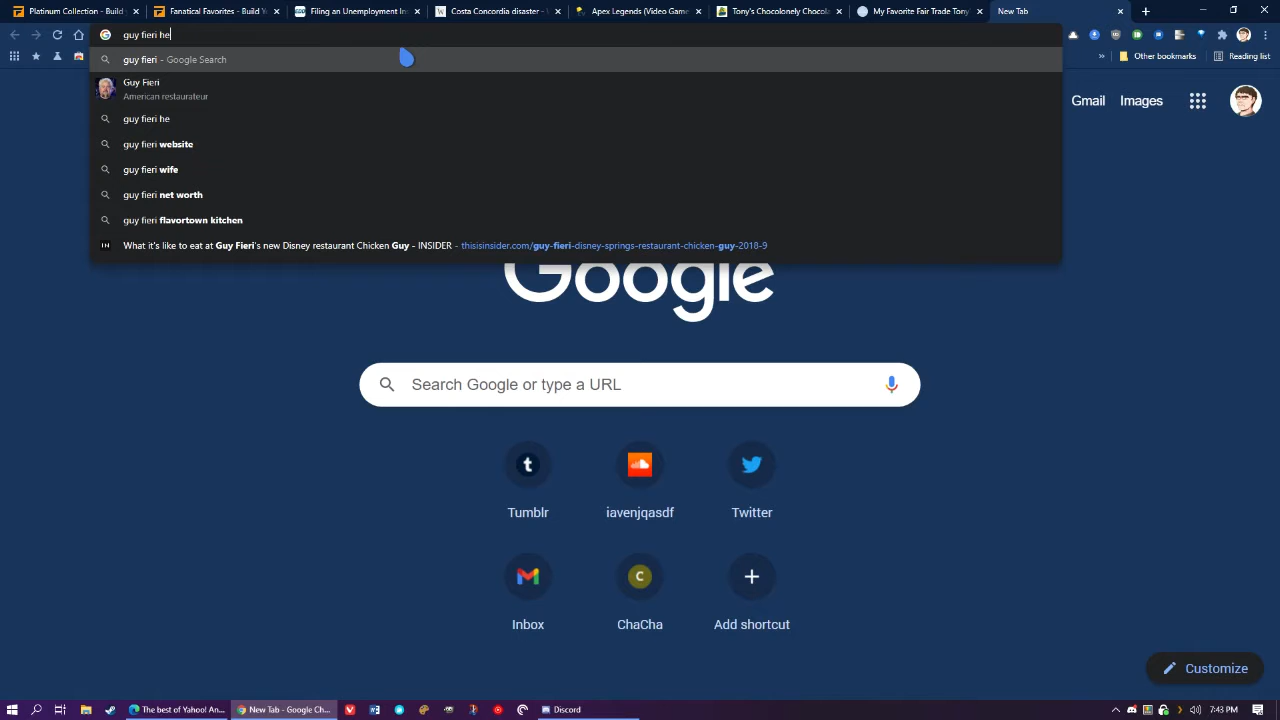 Platinum Collection - Build Y
Fanatical Favorites - Build Y
Filing an Unemployment In
Costa Concordia disaster - V
Apex Legends (Video Game
Tony's Chocolonely Chocol
My Favorite Fair Trade Tony
New Tab
guy fieri he
guy fieri - Google Search
Guy Fieri
American restaurateur
guy fieri he
guy fieri website
guy fieri wife
guy fieri net worth
guy fieri flavortown kitchen
What it's like to eat at Guy Fieri's new Disney restaurant Chicken Guy - INSIDER - thisisinsider.com/guy-fieri-disney-springs-restaurant-chicken-guy-2018-9
» Other bookmarks Reading list
Gmail Images
Google
Search Google or type a URL
Tumblr iavenjqasdf Twitter
C
Inbox ChaCha Add shortcut
Customize
The best of Yahoo! An...
New Tab - Google Ch...
Discord
7:43 PM